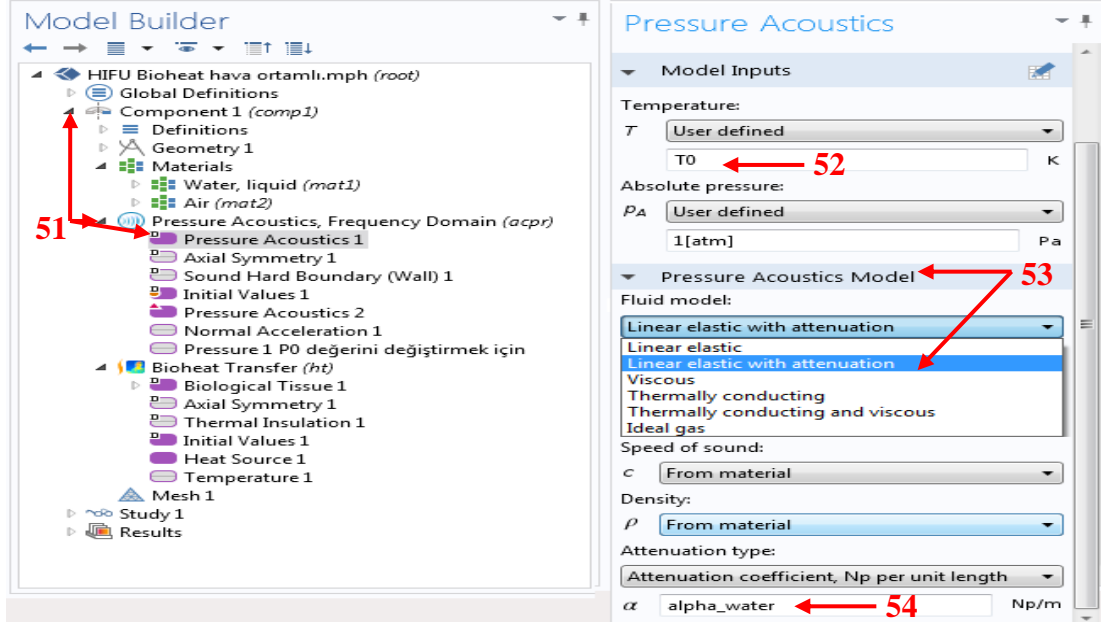 Model Builder
HIFU Bioheat hava ortamlı.mph (root)
Global Definitions
Component 1 (comp1)
Definitions
Geometry 1
Materials
Water, liquid (mat1)
Air (mat2)
51
Pressure Acoustics, Frequency Domain (acpr)
Pressure Acoustics 1
Axial Symmetry 1
Sound Hard Boundary (Wall) 1
Initial Values 1
Pressure Acoustics 2
Normal Acceleration 1
Pressure 1 P0 değerini değiştirmek için
Bioheat Transfer (ht)
Biological Tissue 1
Axial Symmetry 1
Thermal Insulation 1
Initial Values 1
Heat Source 1
Temperature 1
Mesh 1
Study 1
Results
Pressure Acoustics
Model Inputs
Temperature:
T User defined
T0 52 K
Absolute pressure:
PA User defined
1[atm] Pa
Pressure Acoustics Model 53
Fluid model:
Linear elastic with attenuation
Linear elastic
Linear elastic with attenuation
Viscous
Thermally conducting
Thermally conducting and viscous
Ideal gas
Speed of sound:
c From material
Density:
ρ From material
Attenuation type:
Attenuation coefficient, Np per unit length
α alpha_water 54 Np/m